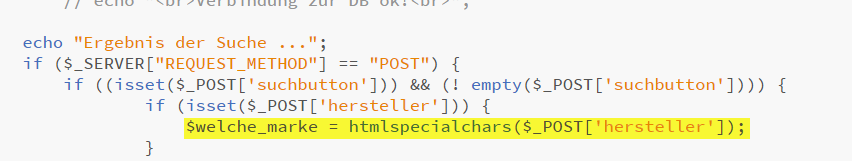 // echo "<br>Verbindung zur DB ok!<br>";
echo "Ergebnis der Suche ...";
if ($_SERVER["REQUEST_METHOD"] == "POST") {
if ((isset($_POST['suchbutton'])) && (! empty($_POST['suchbutton']))) {
if (isset($_POST['hersteller'])) {
$welche_marke = htmlspecialchars($_POST['hersteller']);
}